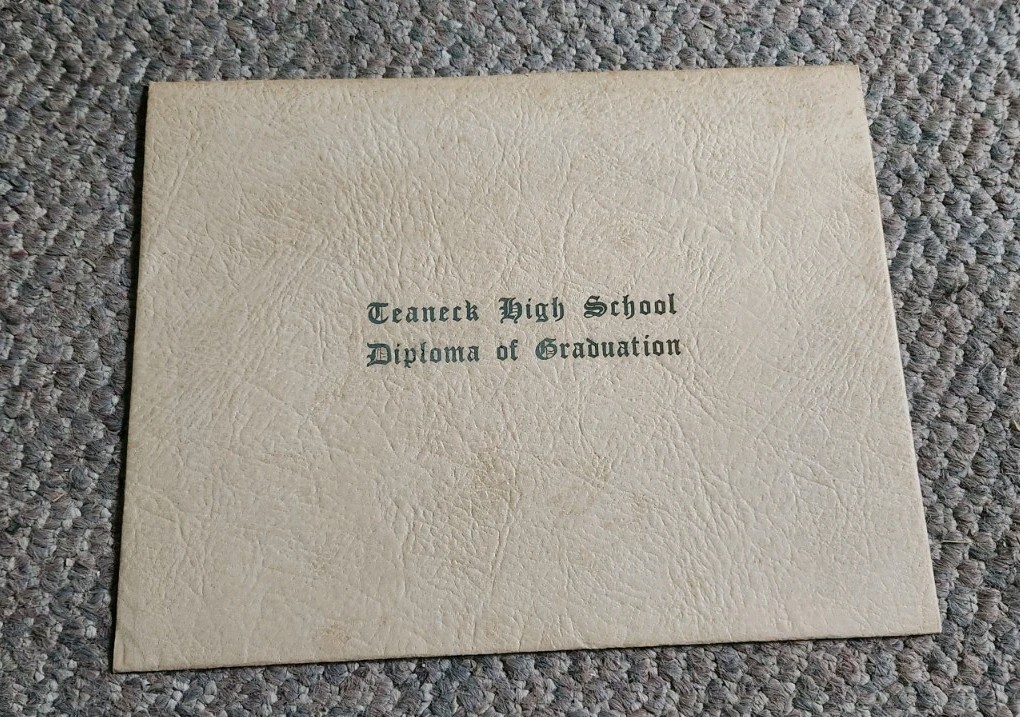 Teaneck High School
Diploma of Graduation